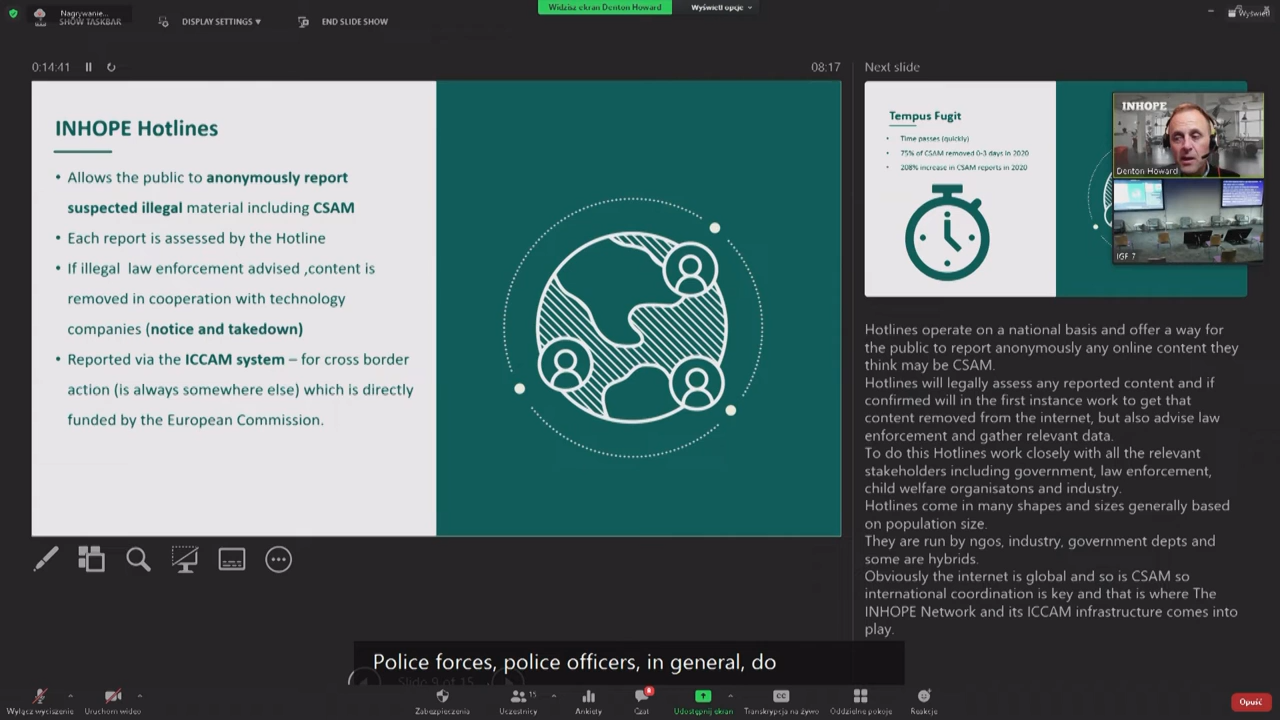 Nagrywanie...
SHOW TASKBAR
DISPLAY SETTINGS ▾
END SLIDE SHOW
Widzisz ekran Denton Howard
Wyświetl opcje
Wyświetl
0:14:41
08:17
Next slide
INHOPE Hotlines
• Allows the public to anonymously report
suspected illegal material including CSAM
• Each report is assessed by the Hotline
• If illegal law enforcement advised ,content is
removed in cooperation with technology
companies (notice and takedown)
• Reported via the ICCAM system – for cross border
action (is always somewhere else) which is directly
funded by the European Commission.
Tempus Fugit
• Time passes (quickly)
• 75% of CSAM removed 0-3 days in 2020
• 208% increase in CSAM reports in 2020
INHOPE
Denton Howard
IGF 7
Hotlines operate on a national basis and offer a way for
the public to report anonymously any online content they
think may be CSAM.
Hotlines will legally assess any reported content and if
confirmed will in the first instance work to get that
content removed from the internet, but also advise law
enforcement and gather relevant data.
To do this Hotlines work closely with all the relevant
stakeholders including government, law enforcement,
child welfare organisatons and industry.
Hotlines come in many shapes and sizes generally based
on population size.
They are run by ngos, industry, government depts and
some are hybrids.
Obviously the internet is global and so is CSAM so
international coordination is key and that is where The
INHOPE Network and its ICCAM infrastructure comes into
play.
Police forces, police officers, in general, do
Slide 9 of 15
Wyłącz wyciszenie
Uruchom wideo
Zabezpieczenia
15
Uczestnicy
Ankiety
8
Czat
Udostępnij ekran
CC
Transkrypcja na żywo
Oddzielne pokoje
Reakcje
Opuść